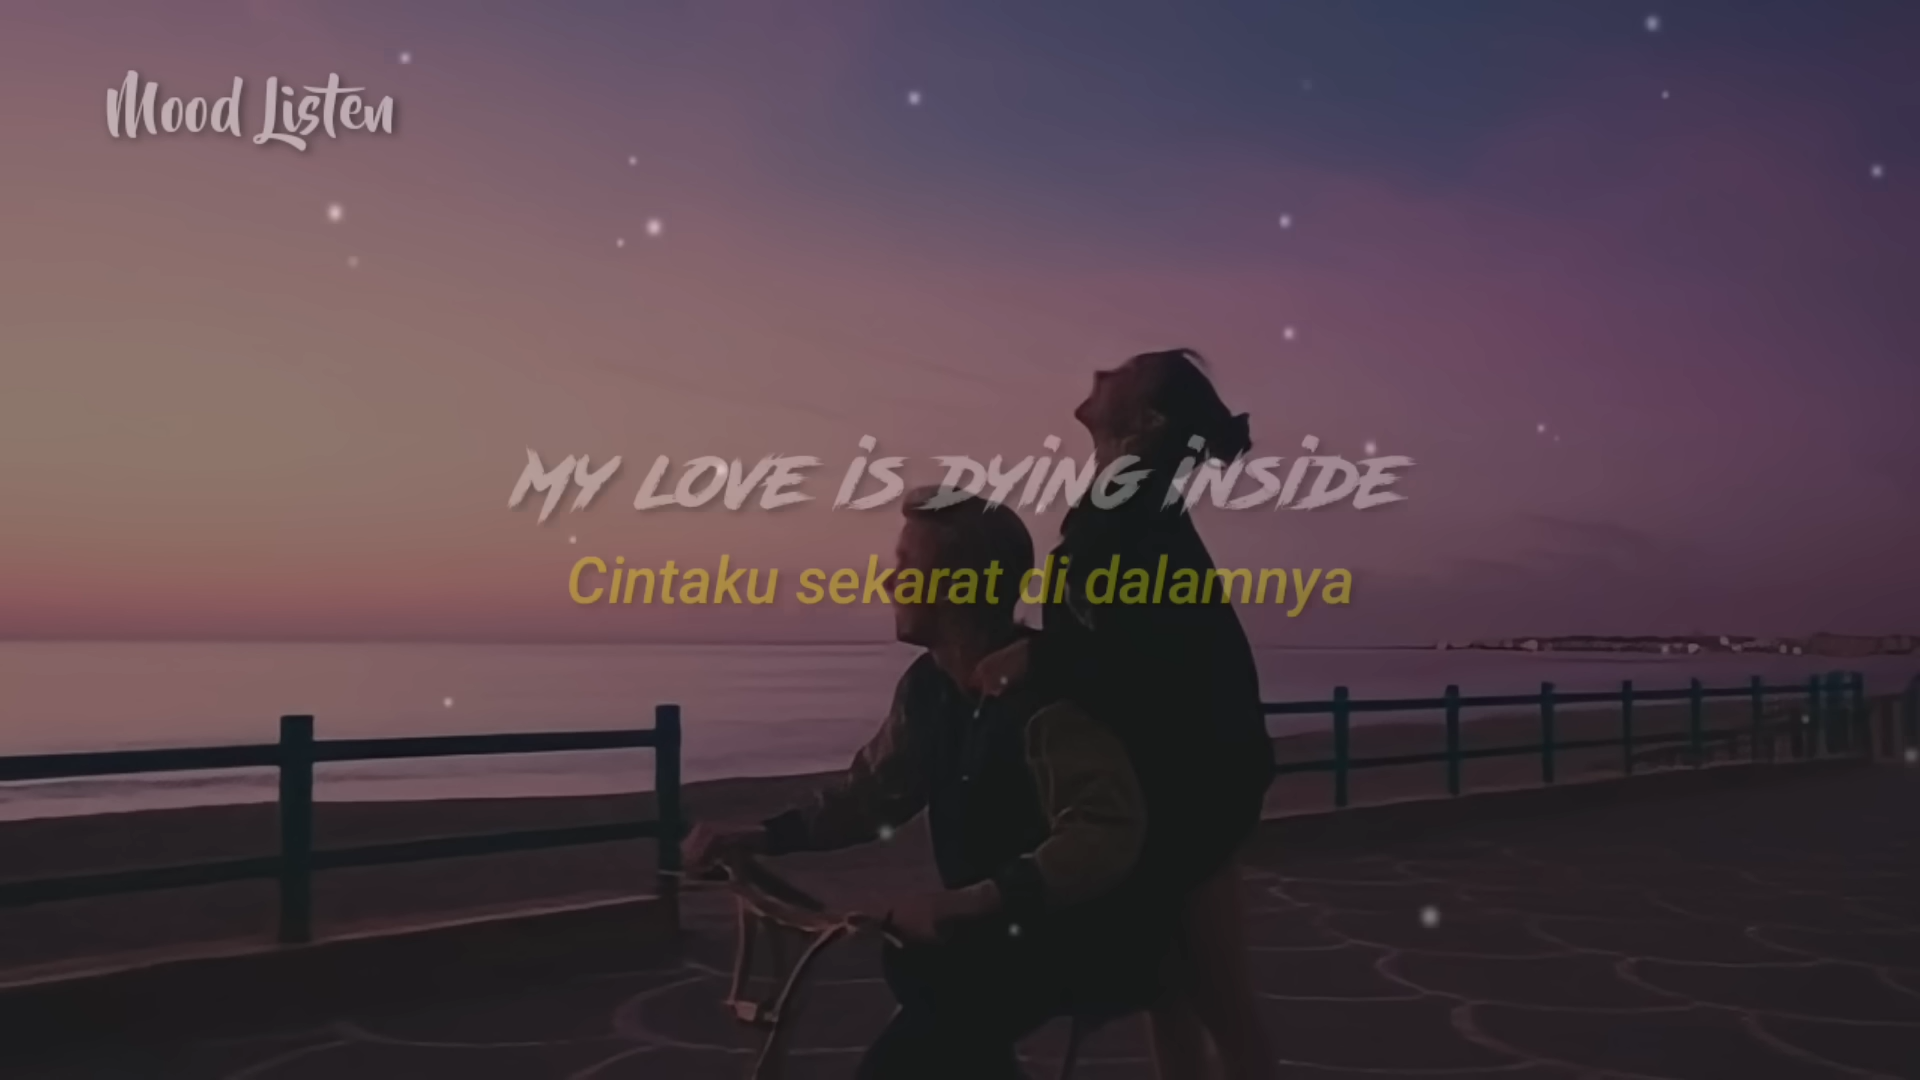 Mood Listen
MY LOVE IS DYING INSIDE
Cintaku sekarat di dalamnya